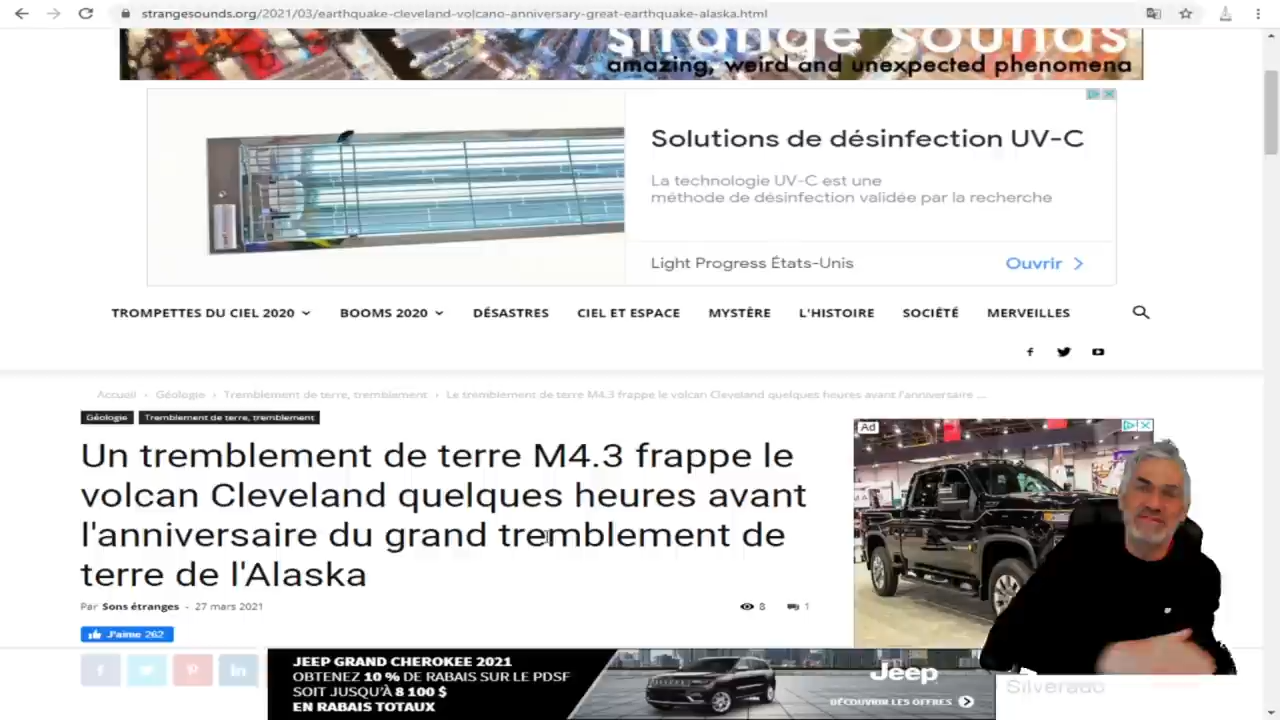 strangesounds.org/2021/03/earthquake-cleveland-volcano-anniversary-great-earthquake-alaska.html
strange sounds
amazing, weird and unexpected phenomena
Solutions de désinfection UV-C
La technologie UV-C est une
méthode de désinfection validée par la recherche
Light Progress États-Unis
Ouvrir
TROMPETTES DU CIEL 2020
BOOMS 2020
DÉSASTRES
CIEL ET ESPACE
MYSTÈRE
L'HISTOIRE
SOCIÉTÉ
MERVEILLES
Accueil › Géologie › Tremblement de terre, tremblement › Le tremblement de terre M4.3 frappe le volcan Cleveland quelques heures avant l'anniversaire ...
Géologie
Tremblement de terre, tremblement
Un tremblement de terre M4.3 frappe le
volcan Cleveland quelques heures avant
l'anniversaire du grand tremblement de
terre de l'Alaska
Par Sons étranges - 27 mars 2021
8
1
J'aime 262
Ad
JEEP GRAND CHEROKEE 2021
OBTENEZ 10 % DE RABAIS SUR LE PDSF
SOIT JUSQU'À 8 100 $
EN RABAIS TOTAUX
Jeep
DÉCOUVRIR LES OFFRES
Silverado